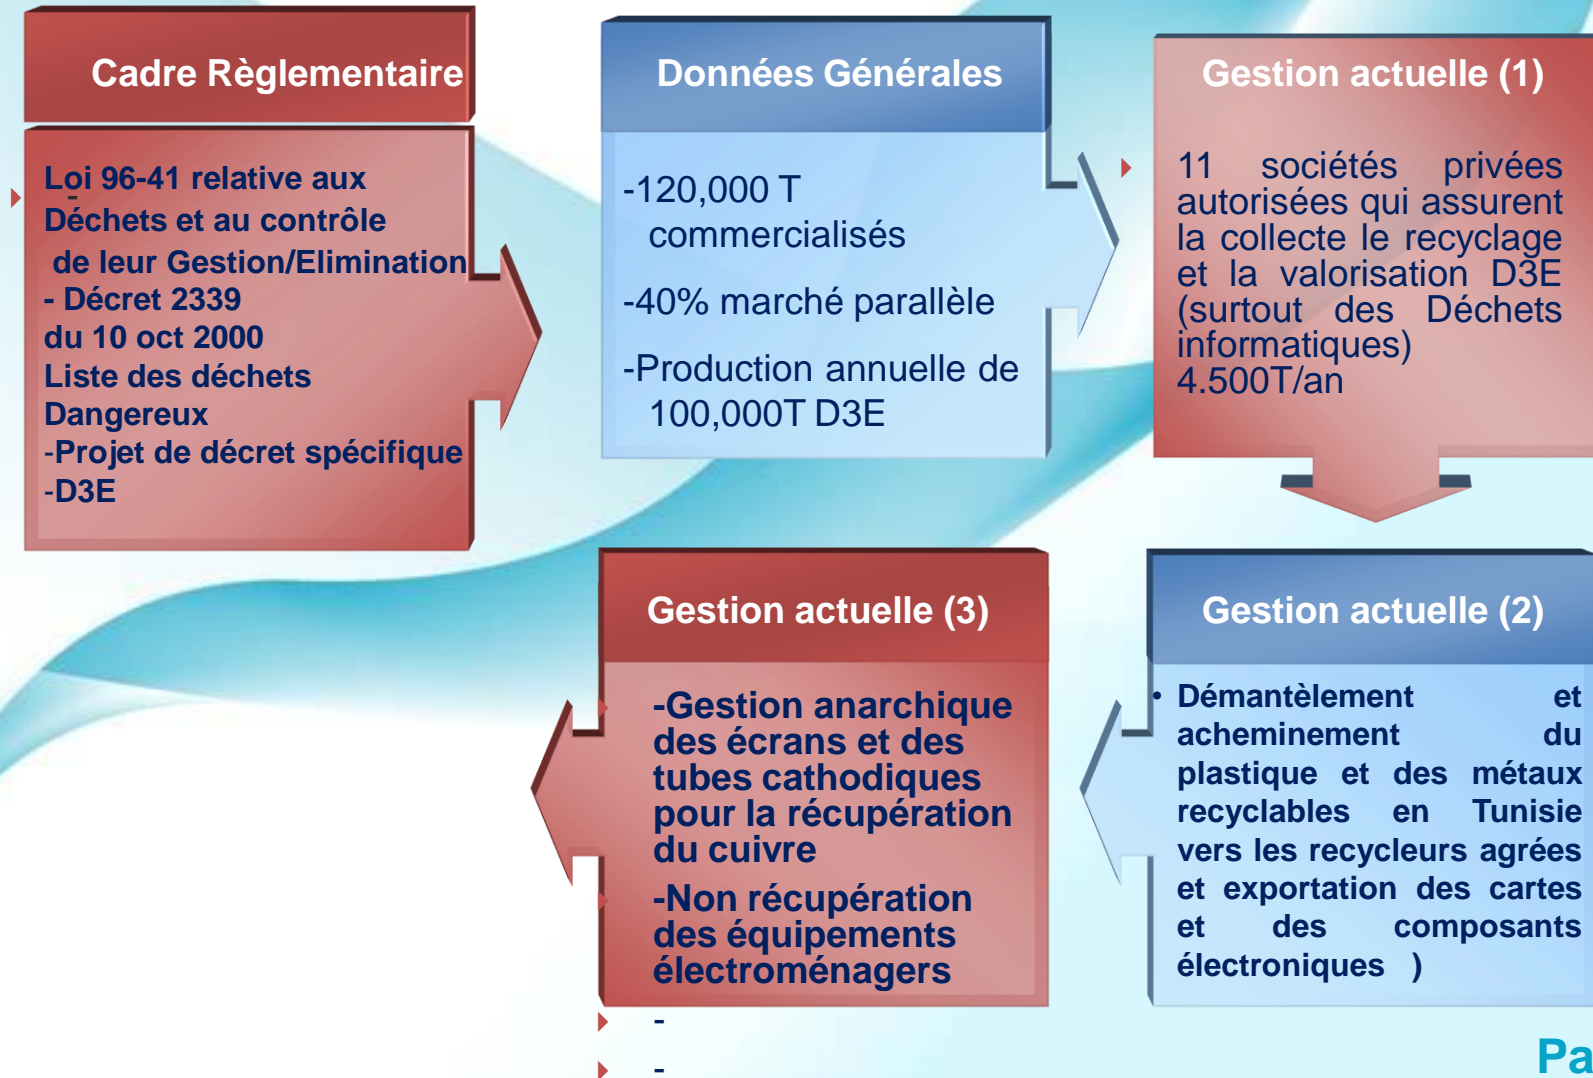 Cadre Règlementaire
Loi 96-41 relative aux
-
Déchets et au contrôle
de leur Gestion/Elimination
- Décret 2339
du 10 oct 2000
Liste des déchets
Dangereux
-Projet de décret spécifique
-D3E
Données Générales
-120,000 T
commercialisés
-40% marché parallèle
-Production annuelle de
100,000T D3E
Gestion actuelle (1)
11 sociétés privées
autorisées qui assurent
la collecte le recyclage
et la valorisation D3E
(surtout des Déchets
informatiques)
4.500T/an
Gestion actuelle (2)
• Démantèlement et
acheminement du
plastique et des métaux
recyclables en Tunisie
vers les recycleurs agrées
et exportation des cartes
et des composants
électroniques )
Gestion actuelle (3)
-Gestion anarchique
des écrans et des
tubes cathodiques
pour la récupération
du cuivre
-Non récupération
des équipements
électroménagers
-
-
Pa